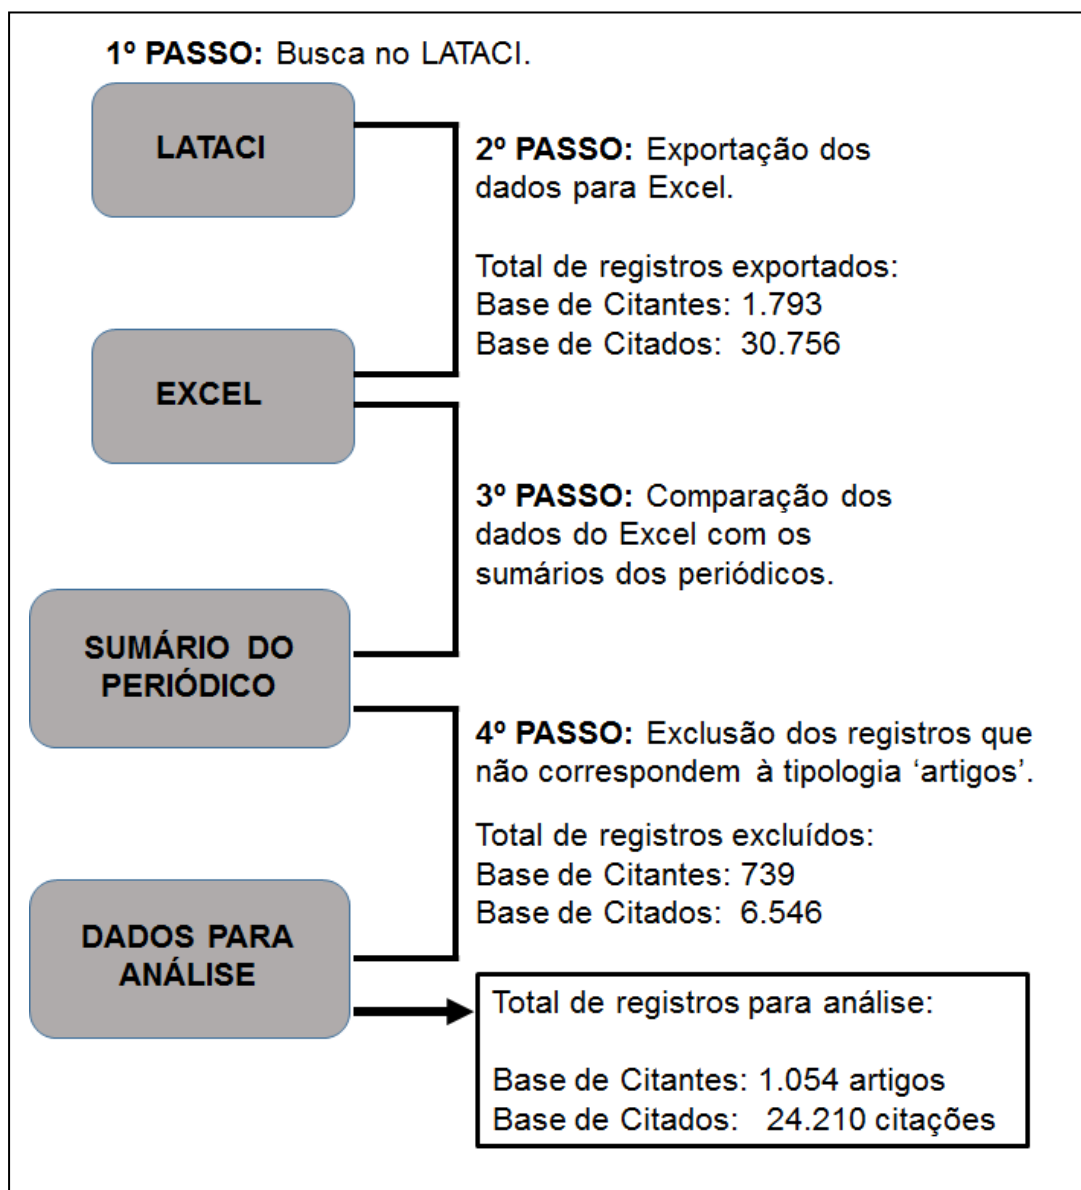 1º PASSO: Busca no LATACI.
LATACI
2º PASSO: Exportação dos
dados para Excel.
Total de registros exportados:
Base de Citantes: 1.793
Base de Citados: 30.756
EXCEL
3º PASSO: Comparação dos
dados do Excel com os
sumários dos periódicos.
SUMÁRIO DO
PERIÓDICO
4º PASSO: Exclusão dos registros que
não correspondem à tipologia ‘artigos’.
Total de registros excluídos:
Base de Citantes: 739
Base de Citados: 6.546
DADOS PARA
ANÁLISE
Total de registros para análise:
Base de Citantes: 1.054 artigos
Base de Citados: 24.210 citações